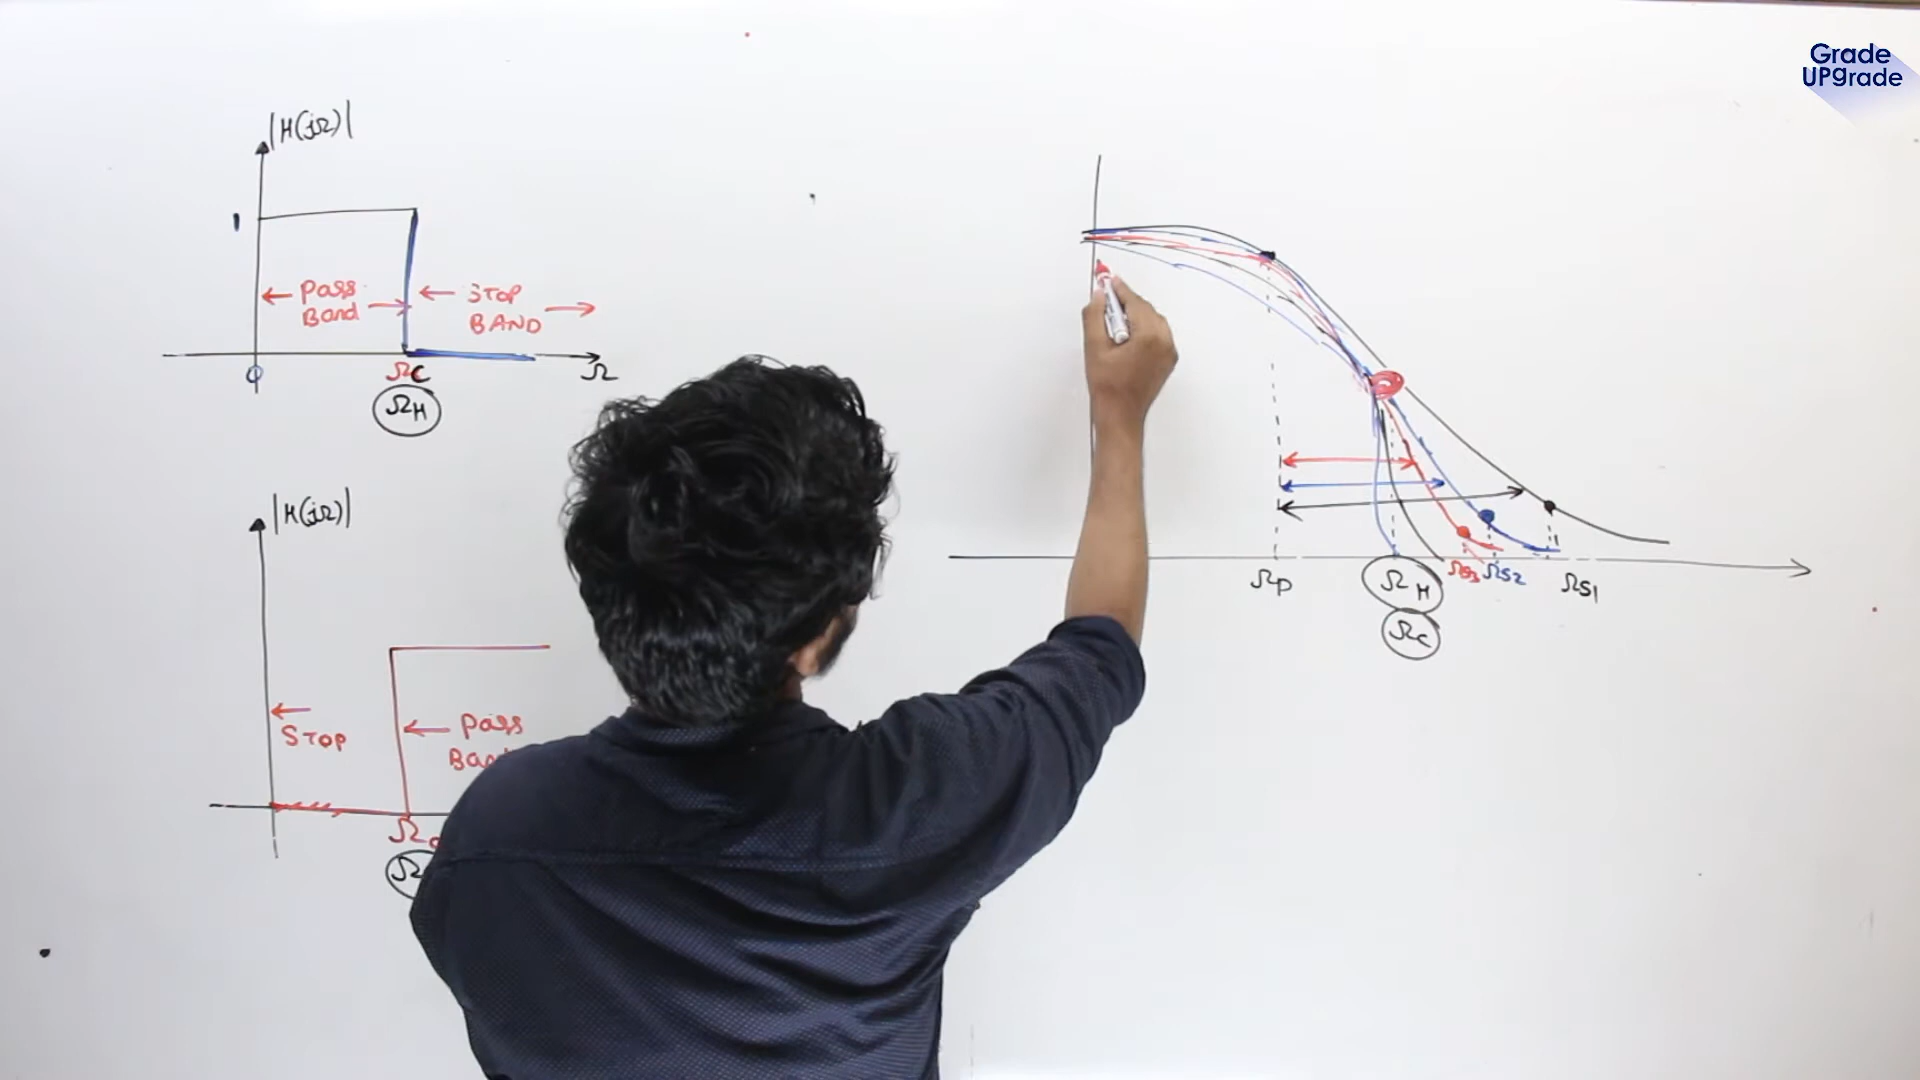 Grade
UPgrade
|H(jΩ)|
1
← Pass
Band →
← STOP
BAND →
0
Ωc
Ω
ΩH
|H(jΩ)|
← STOP
← Pass
Ωp
ΩH
Ωs3
Ωs2
Ωs1
Ωc